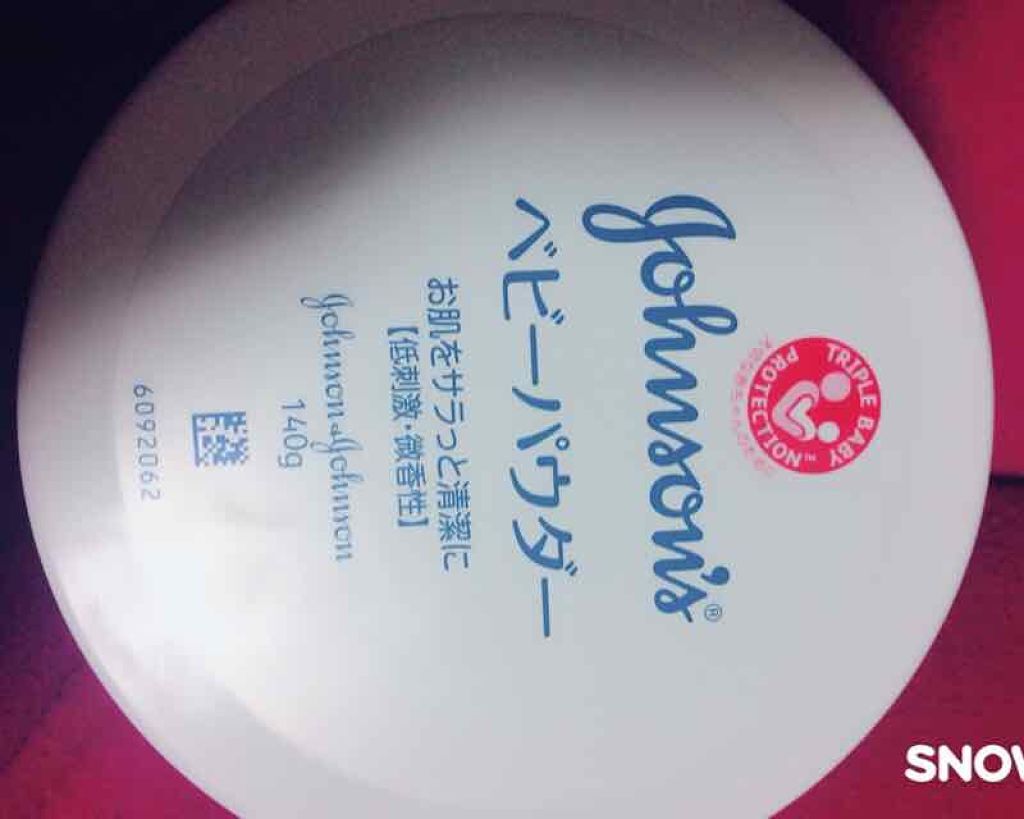 TRIPLE BABY PROTECTION™
Johnson's®
ベビーパウダー
お肌をサラっと清潔に
【低刺激・微香性】
Johnson & Johnson
140g
6092062
SNOW